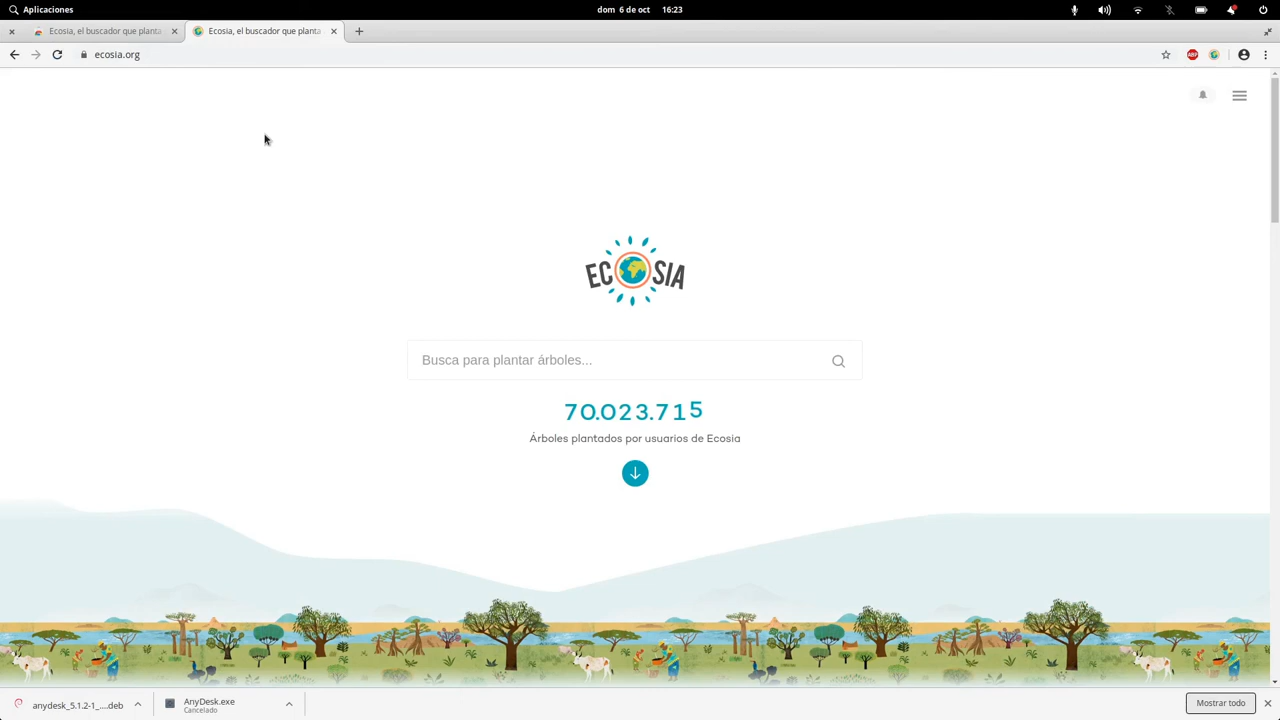 Aplicaciones
dom 6 de oct 16:23
Ecosia, el buscador que planta
Ecosia, el buscador que planta
ecosia.org
ABP
ECOSIA
Busca para plantar árboles...
70.023.715
Árboles plantados por usuarios de Ecosia
anydesk_5.1.2-1_....deb
AnyDesk.exe
Cancelado
Mostrar todo